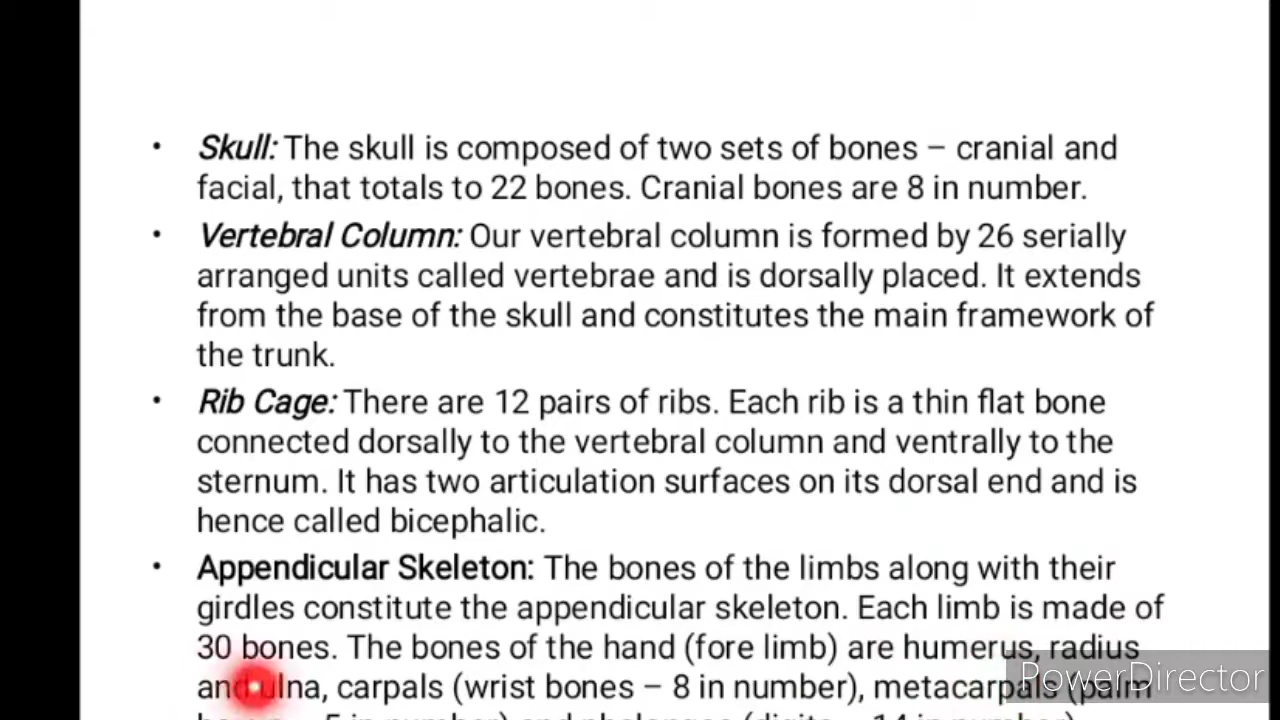 • Skull: The skull is composed of two sets of bones – cranial and
facial, that totals to 22 bones. Cranial bones are 8 in number.
• Vertebral Column: Our vertebral column is formed by 26 serially
arranged units called vertebrae and is dorsally placed. It extends
from the base of the skull and constitutes the main framework of
the trunk.
• Rib Cage: There are 12 pairs of ribs. Each rib is a thin flat bone
connected dorsally to the vertebral column and ventrally to the
sternum. It has two articulation surfaces on its dorsal end and is
hence called bicephalic.
• Appendicular Skeleton: The bones of the limbs along with their
girdles constitute the appendicular skeleton. Each limb is made of
30 bones. The bones of the hand (fore limb) are humerus, radius
and ulna, carpals (wrist bones – 8 in number), metacarpals (palm
PowerDirector